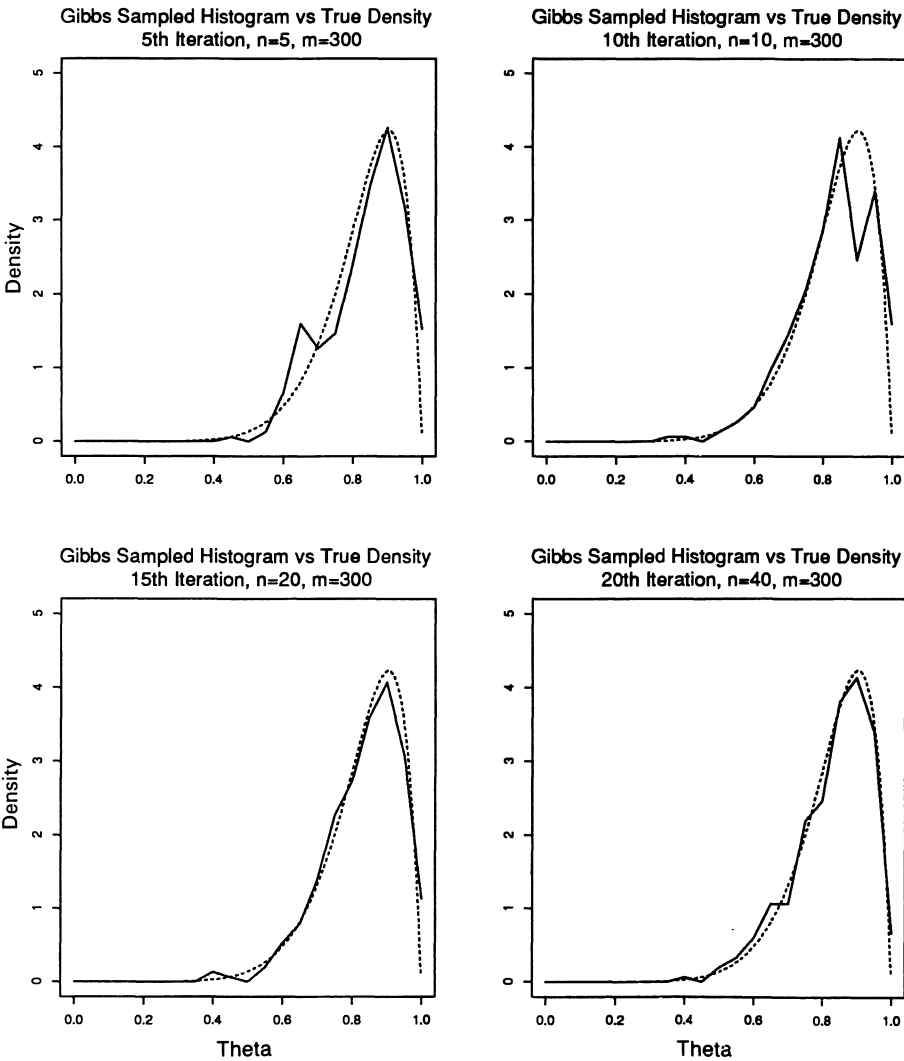 Gibbs Sampled Histogram vs True Density
5th Iteration, n=5, m=300
Density
5
4
3
2
1
0
0.0 0.2 0.4 0.6 0.8 1.0
Gibbs Sampled Histogram vs True Density
10th Iteration, n=10, m=300
5
4
3
2
1
0
0.0 0.2 0.4 0.6 0.8 1.0
Gibbs Sampled Histogram vs True Density
15th Iteration, n=20, m=300
Density
5
4
3
2
1
0
0.0 0.2 0.4 0.6 0.8 1.0
Theta
Gibbs Sampled Histogram vs True Density
20th Iteration, n=40, m=300
5
4
3
2
1
0
0.0 0.2 0.4 0.6 0.8 1.0
Theta